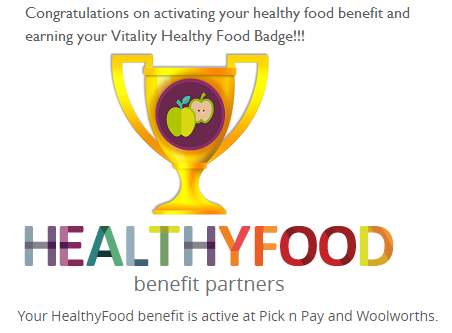 Congratulations on activating your healthy food benefit and
earning your Vitality Healthy Food Badge!!!
HEALTHYFOOD
benefit partners
Your HealthyFood benefit is active at Pick n Pay and Woolworths.